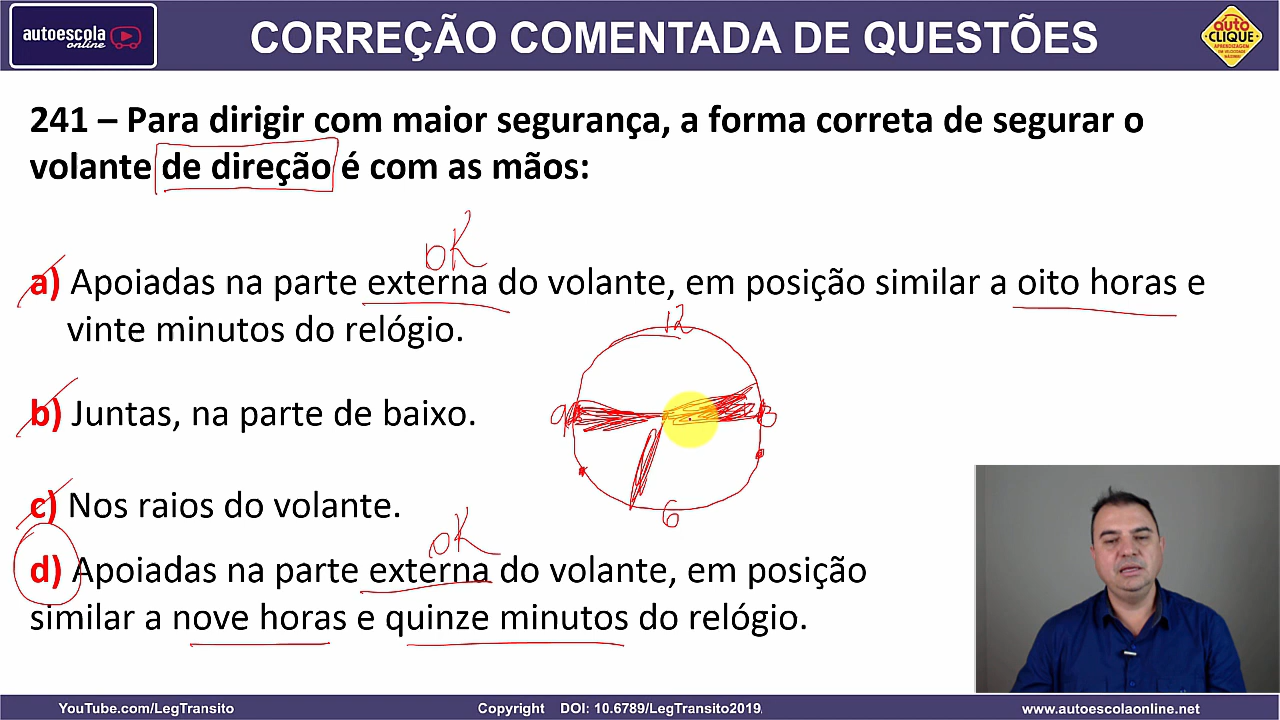 autoescola
online
CORREÇÃO COMENTADA DE QUESTÕES
auto
CLIQUE
APRENDIZAGEM
241 – Para dirigir com maior segurança, a forma correta de segurar o
volante de direção é com as mãos:
OK
a) Apoiadas na parte externa do volante, em posição similar a oito horas e
vinte minutos do relógio.
12
b) Juntas, na parte de baixo.
9
3
c) Nos raios do volante.
6
OK
d) Apoiadas na parte externa do volante, em posição
similar a nove horas e quinze minutos do relógio.
YouTube.com/LegTransito
Copyright DOI: 10.6789/LegTransito2019.
www.autoescolaonline.net